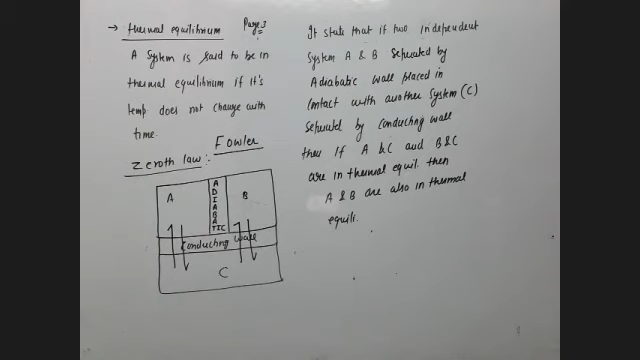 → thermal equilibrium Page 3
A System is said to be in
thermal equilibrium if it's
temp. does not change with
time.
Zeroth law:- Fowler
A ADIABATIC B
Conducting wall
C
It state that if two independent
System A & B Seperated by
Adiabatic wall placed in
Contact with another System (C)
Seperated by conducting wall
then if A & C and B & C
are in thermal equil. then
A & B are also in thermal
equili.